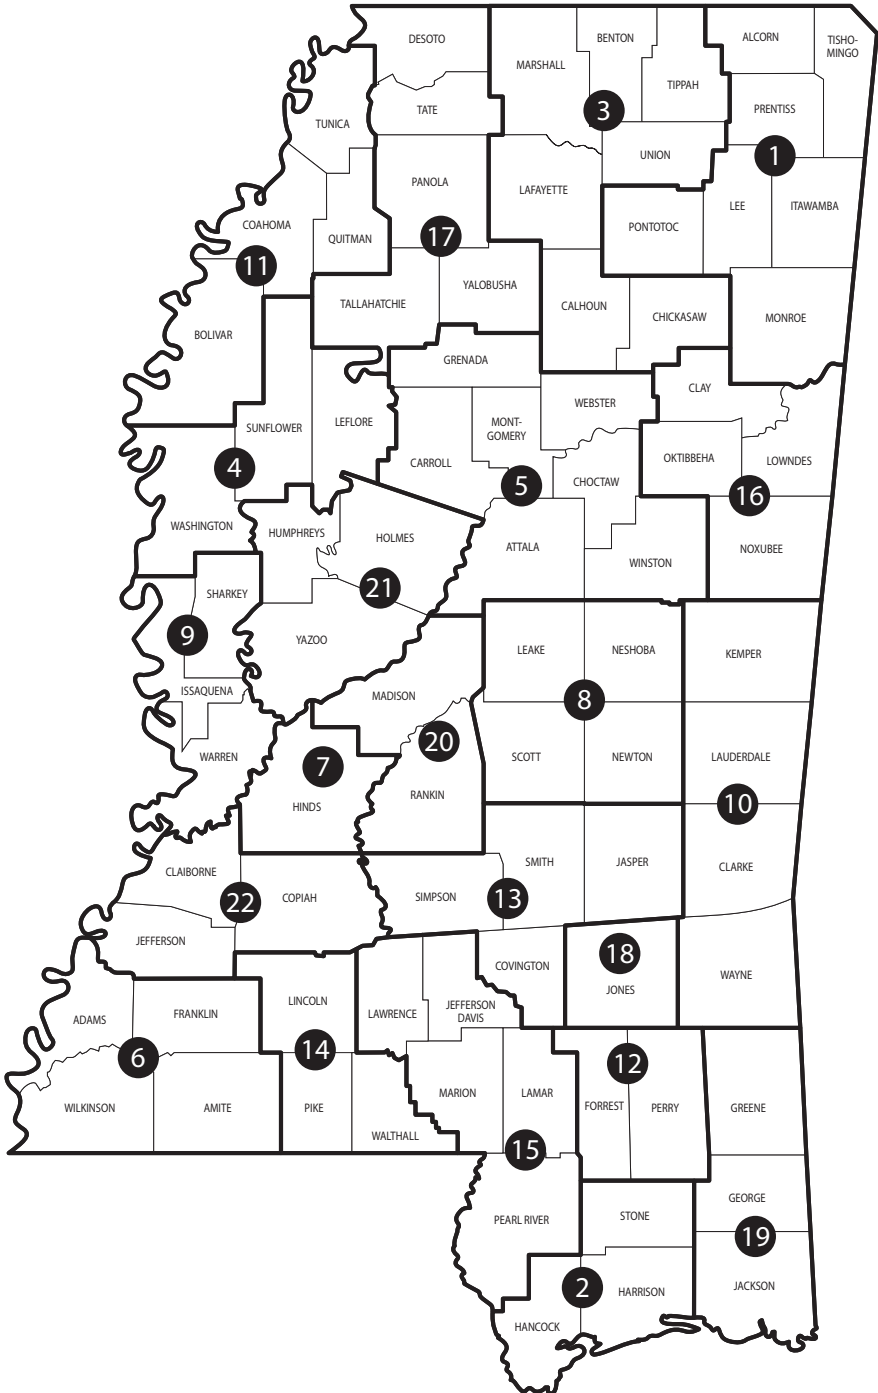 DESOTO
MARSHALL
BENTON
TIPPAH
ALCORN
TISHO-
MINGO
TUNICA
TATE
3
PRENTISS
UNION
1
PANOLA
LAFAYETTE
COAHOMA
QUITMAN
17
PONTOTOC
LEE
ITAWAMBA
11
TALLAHATCHIE
YALOBUSHA
CALHOUN
CHICKASAW
MONROE
BOLIVAR
GRENADA
CLAY
SUNFLOWER
LEFLORE
MONT-
GOMERY
WEBSTER
CARROLL
OKTIBBEHA
LOWNDES
4
5
CHOCTAW
16
WASHINGTON
HUMPHREYS
HOLMES
ATTALA
WINSTON
NOXUBEE
SHARKEY
21
9
YAZOO
LEAKE
NESHOBA
KEMPER
ISSAQUENA
MADISON
8
WARREN
7
20
SCOTT
NEWTON
LAUDERDALE
HINDS
RANKIN
10
CLAIBORNE
COPIAH
SIMPSON
SMITH
JASPER
CLARKE
22
13
JEFFERSON
COVINGTON
18
JONES
WAYNE
ADAMS
FRANKLIN
LINCOLN
LAWRENCE
JEFFERSON
DAVIS
6
14
12
WILKINSON
AMITE
PIKE
WALTHALL
MARION
LAMAR
FORREST
PERRY
GREENE
15
PEARL RIVER
STONE
GEORGE
19
2
HARRISON
JACKSON
HANCOCK